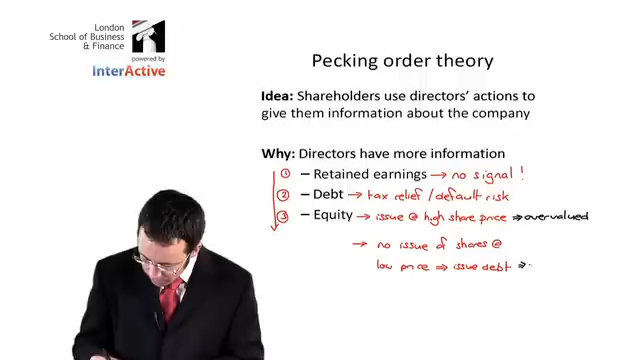 London
School of Business
& Finance
powered by
InterActive
Pecking order theory
Idea: Shareholders use directors' actions to
give them information about the company
Why: Directors have more information
① – Retained earnings → no signal !
② – Debt → tax relief / default risk
③ – Equity → issue @ high share price ⇒ overvalued
→ no issue of shares @
low price ⇒ issue debt ⇒